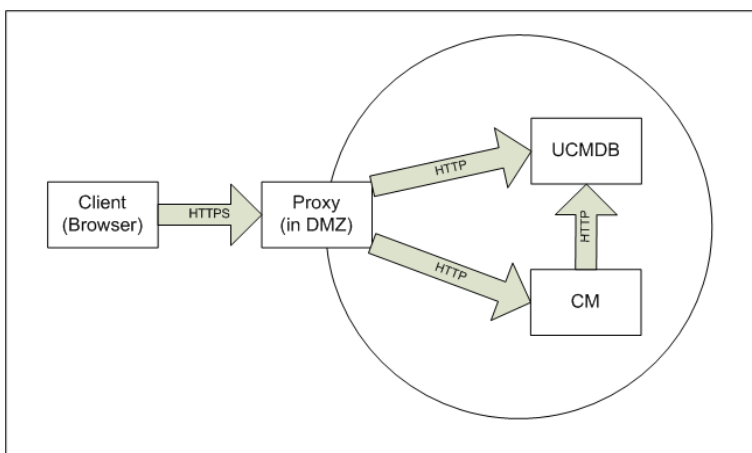 Client
(Browser)
HTTPS
Proxy
(in DMZ)
HTTP
UCMDB
HTTP
HTTP
CM